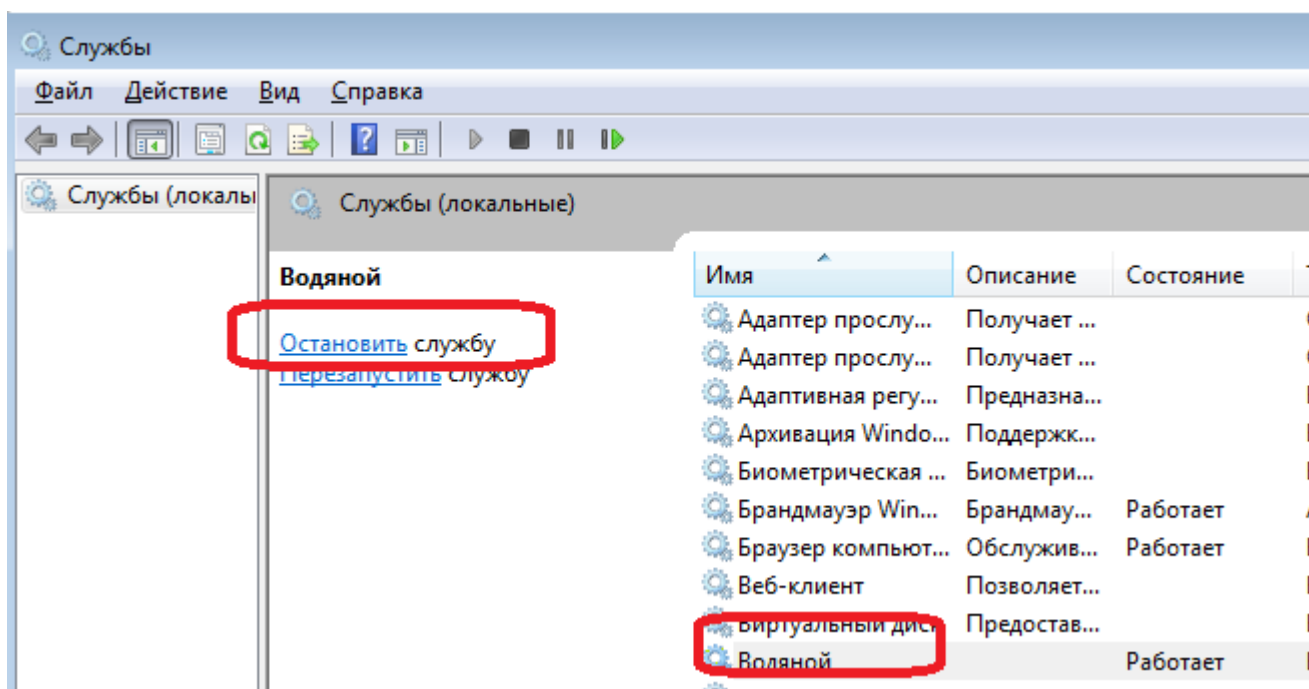 Службы
Файл Действие Вид Справка
Службы (локалы
Службы (локальные)
Водяной
Остановить службу
Перезапустить службу
Имя Описание Состояние
Адаптер прослу... Получает ...
Адаптер прослу... Получает ...
Адаптивная регу... Предназна...
Архивация Windo... Поддержк...
Биометрическая ... Биометри...
Брандмауэр Win... Брандмау... Работает
Браузер компьют... Обслужив... Работает
Веб-клиент Позволяет...
Виртуальный диск Предостав...
Водяной Работает